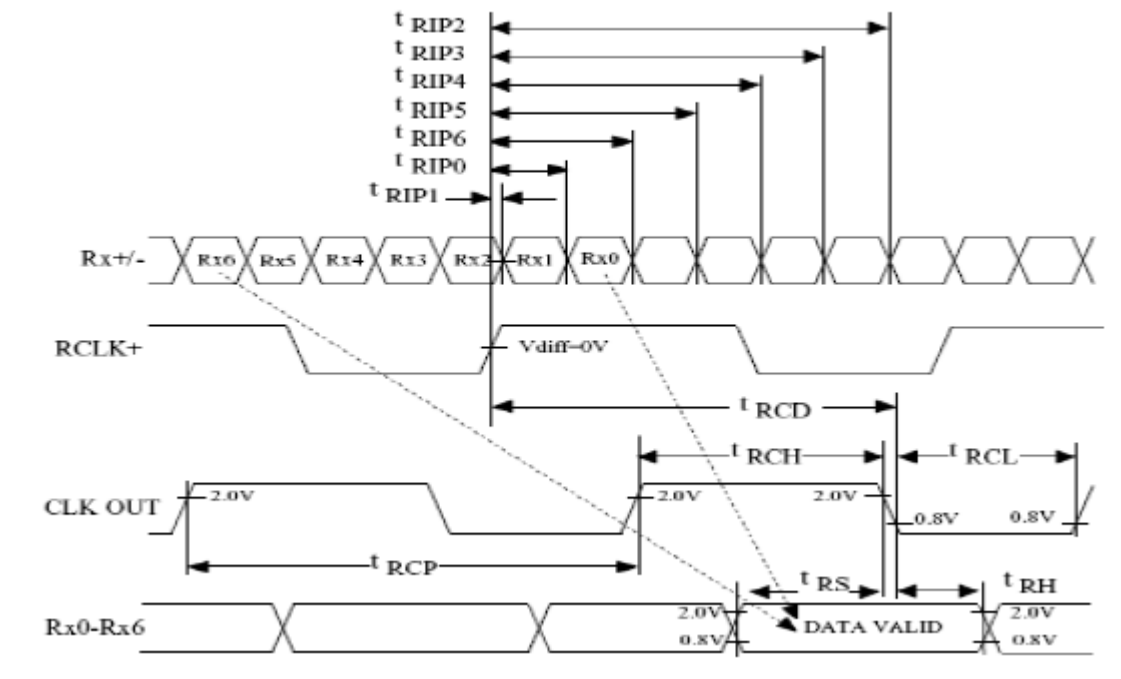 t RIP2
t RIP3
t RIP4
t RIP5
t RIP6
t RIP0
t RIP1
Rx+/- Rx6 Rx5 Rx4 Rx3 Rx2 Rx1 Rx0
RCLK+ Vdiff=0V
t RCD
t RCH t RCL
CLK OUT 2.0V 2.0V 2.0V 0.8V 0.8V
t RCP
t RS t RH
2.0V 2.0V
Rx0-Rx6 DATA VALID
0.8V 0.8V